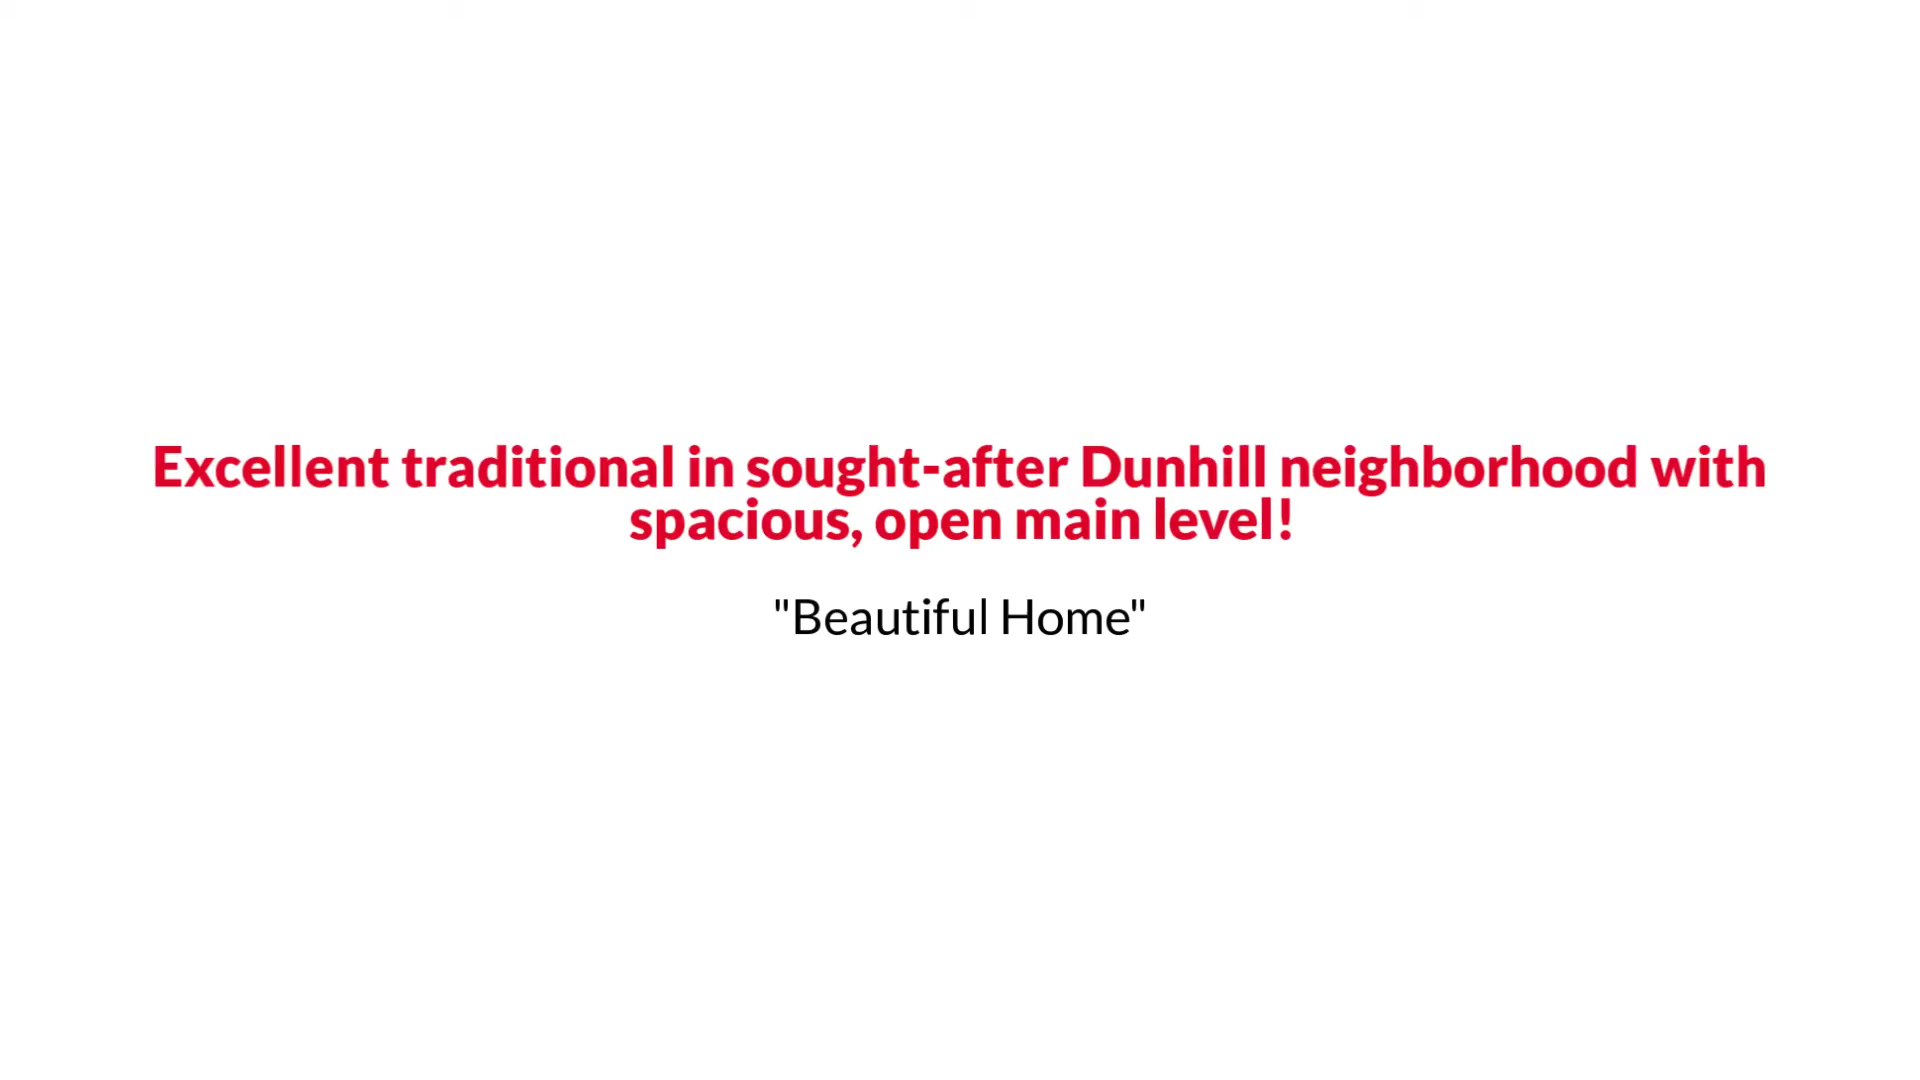 Excellent traditional in sought-after Dunhill neighborhood with
spacious, open main level!
"Beautiful Home"